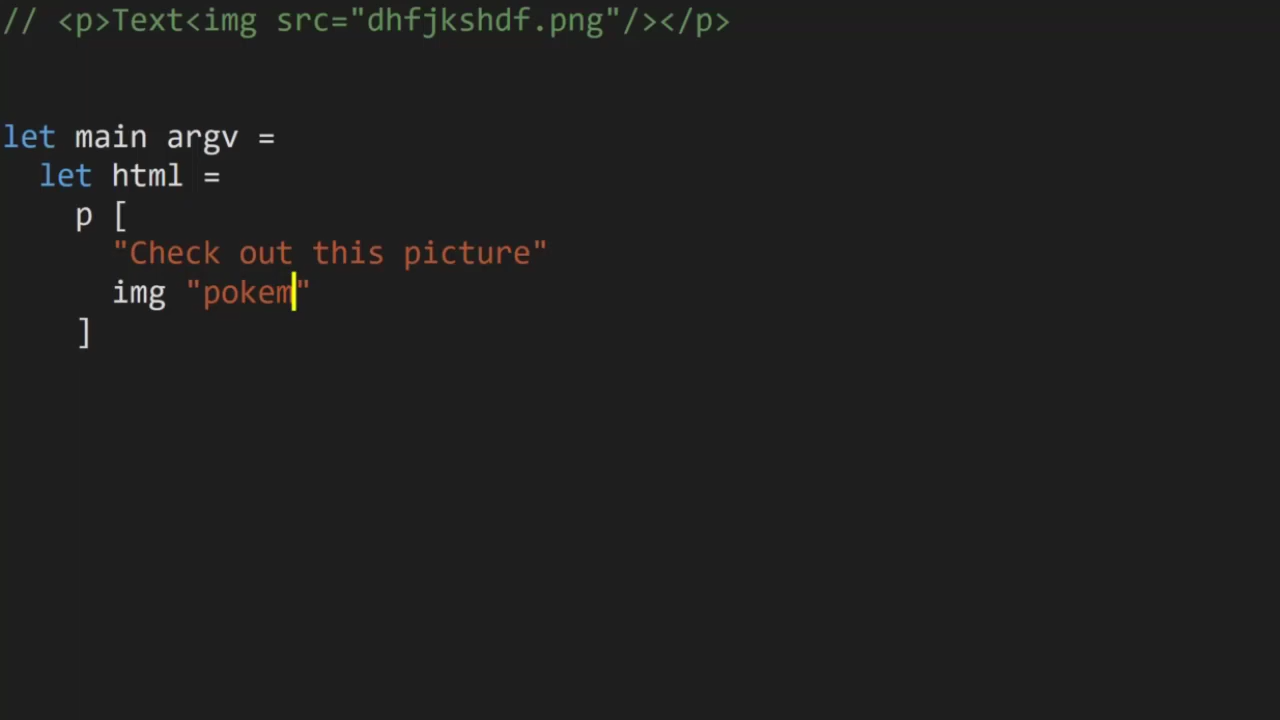 // <p>Text<img src="dhfjkshdf.png"/></p>
let main argv =
  let html =
    p [
      "Check out this picture"
      img "pokem"
    ]